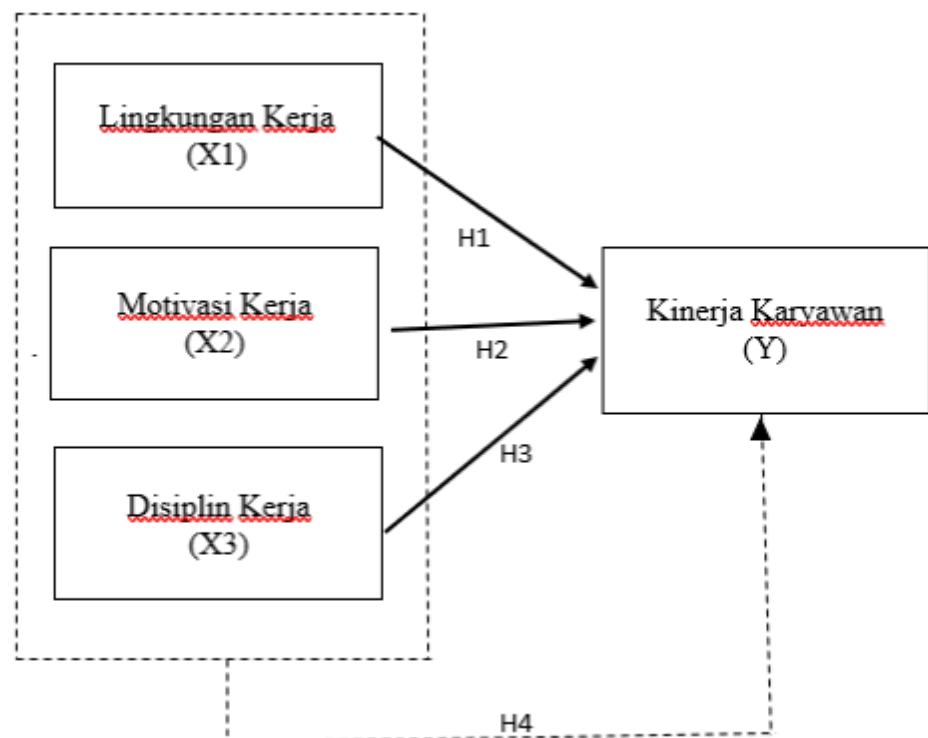 Lingkungan Kerja
(X1)
H1
Motivasi Kerja
(X2)
H2
Kinerja Karyawan
(Y)
H3
Disiplin Kerja
(X3)
H4